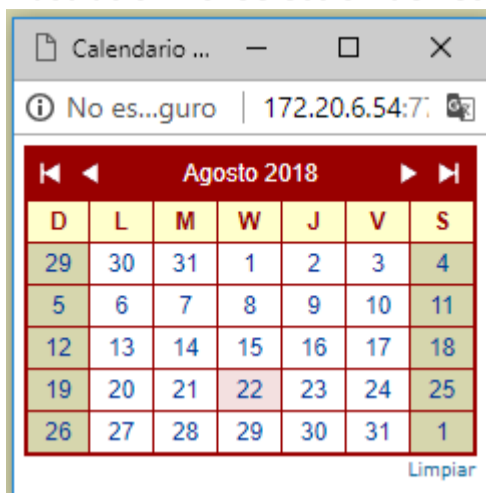 Calendario ...
No es...guro 172.20.6.54:77
Agosto 2018
D L M W J V S
29 30 31 1 2 3 4
5 6 7 8 9 10 11
12 13 14 15 16 17 18
19 20 21 22 23 24 25
26 27 28 29 30 31 1
Limpiar